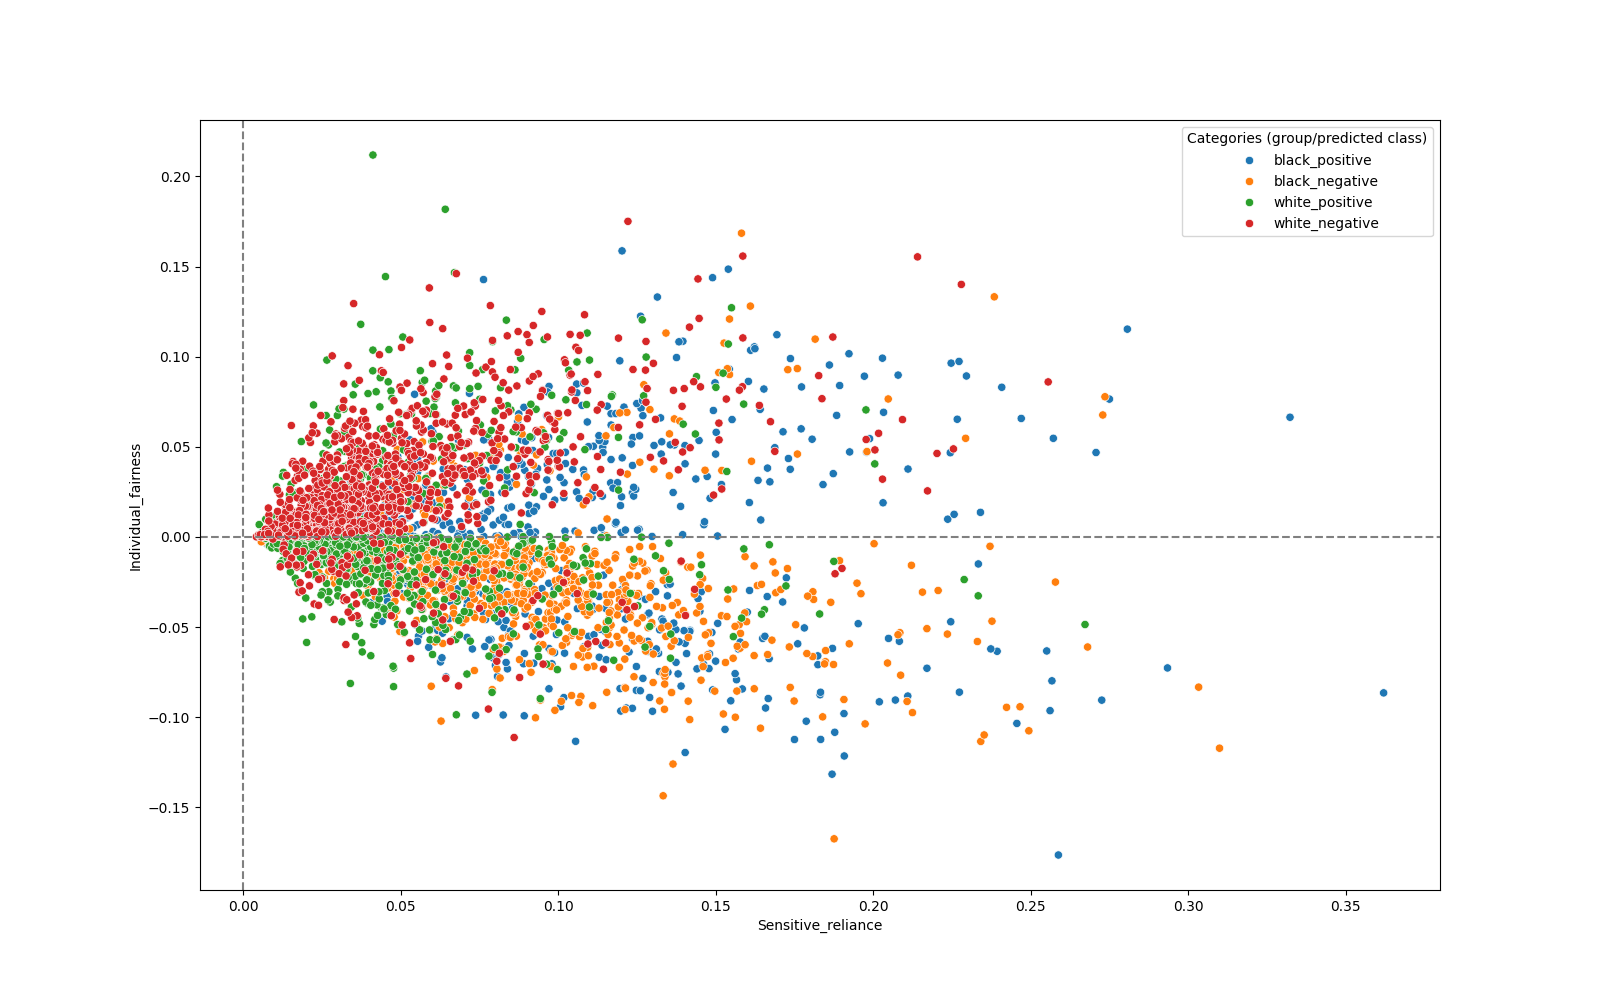 Categories (group/predicted class)
black_positive
black_negative
white_positive
white_negative
0.20
0.15
0.10
0.05
0.00
−0.05
−0.10
−0.15
Individual_fairness
0.00 0.05 0.10 0.15 0.20 0.25 0.30 0.35
Sensitive_reliance